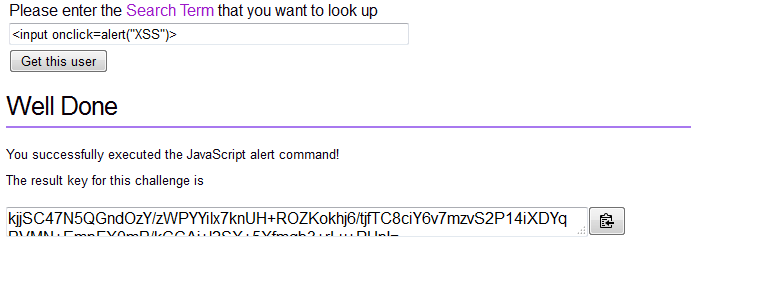 Please enter the Search Term that you want to look up
<input onclick=alert("XSS")>
Get this user
Well Done
You successfully executed the JavaScript alert command!
The result key for this challenge is
kjjSC47N5QGndOzY/zWPYYilx7knUH+ROZKokhj6/tjfTC8ciY6v7mzvS2P14iXDYq